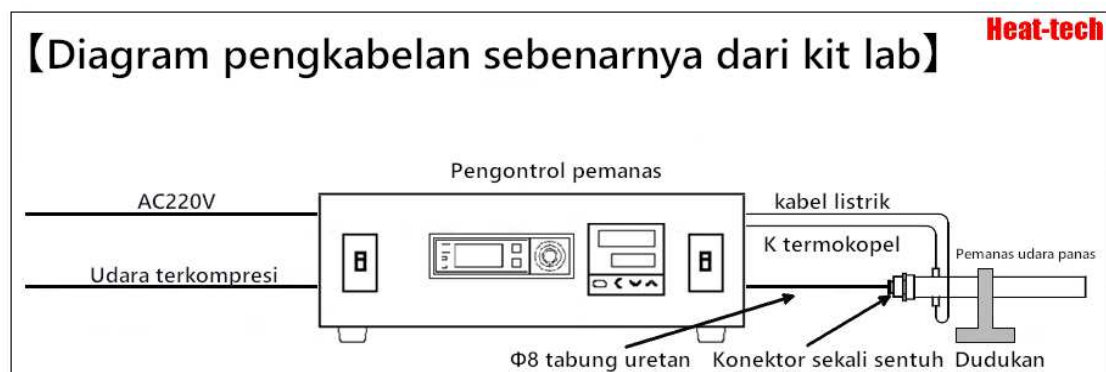 Heat-tech
【Diagram pengkabelan sebenarnya dari kit lab】
Pengontrol pemanas
AC220V
kabel listrik
K termokopel
Pemanas udara panas
Udara terkompresi
Φ8 tabung uretan
Konektor sekali sentuh
Dudukan